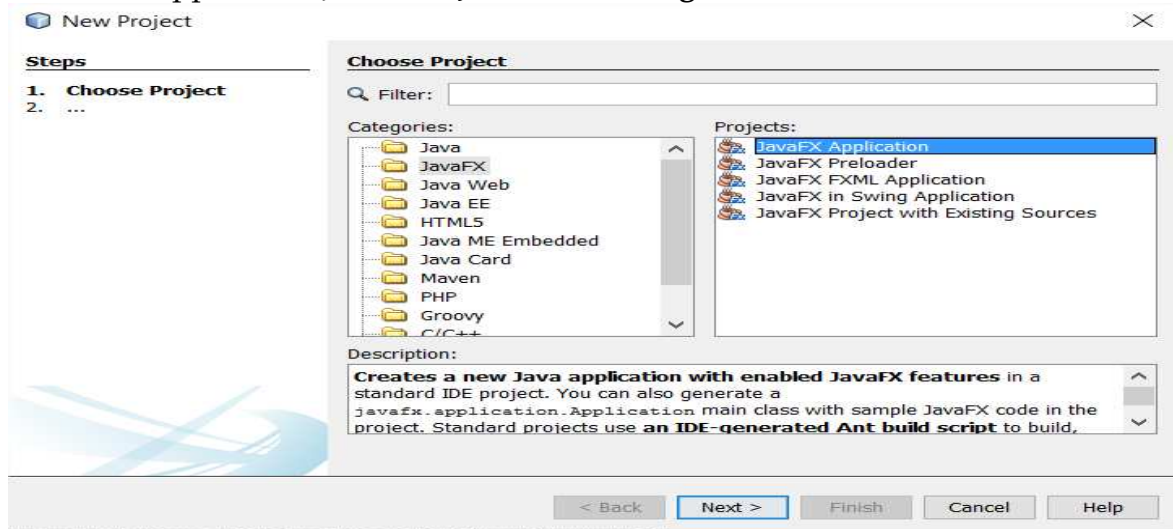 New Project
Steps
1. Choose Project
2. ...
Choose Project
Filter:
Categories:
Java
JavaFX
Java Web
Java EE
HTML5
Java ME Embedded
Java Card
Maven
PHP
Groovy
C/C++
Projects:
JavaFX Application
JavaFX Preloader
JavaFX FXML Application
JavaFX in Swing Application
JavaFX Project with Existing Sources
Description:
Creates a new Java application with enabled JavaFX features in a
standard IDE project. You can also generate a
javafx.application.Application main class with sample JavaFX code in the
project. Standard projects use an IDE-generated Ant build script to build,
< Back
Next >
Finish
Cancel
Help